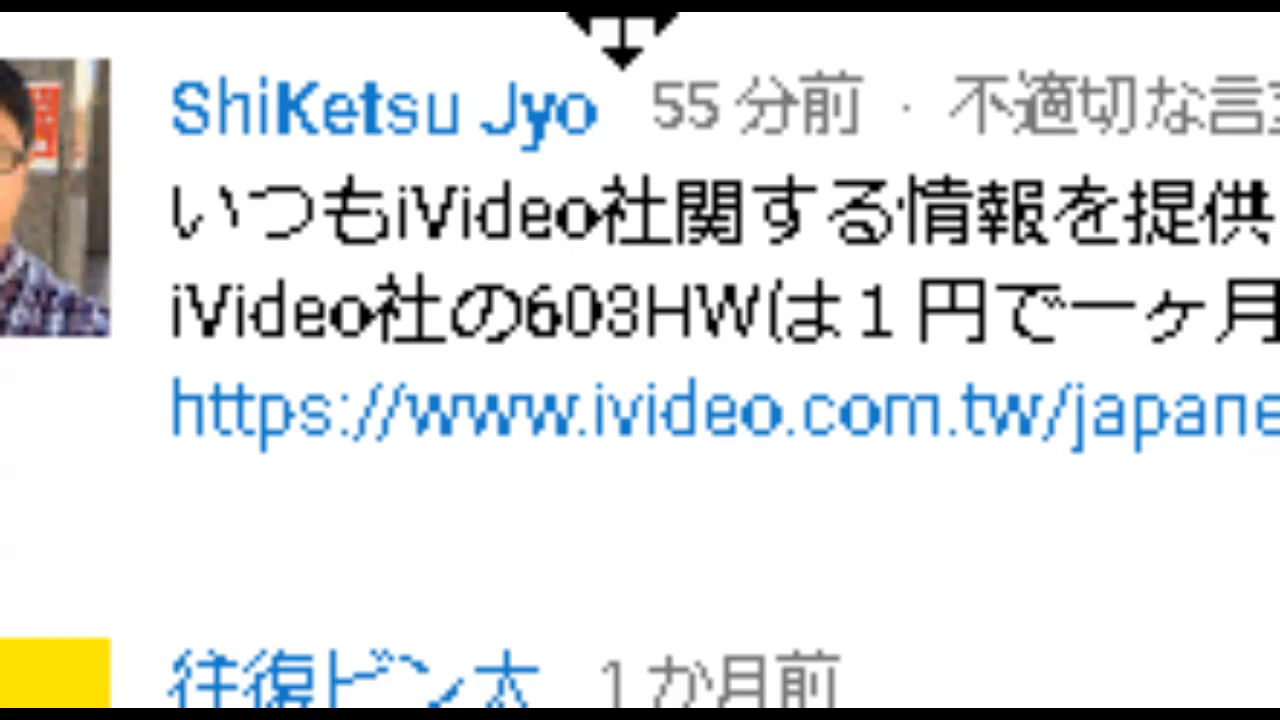 ShiKetsu Jyo 55 分前 · 不適切な言
いつもiVideo社関する情報を提供
iVideo社の603HW(は１円で一ヶ月
https://www.ivideo.com.tw/japane
往復ビン太 1 か月前